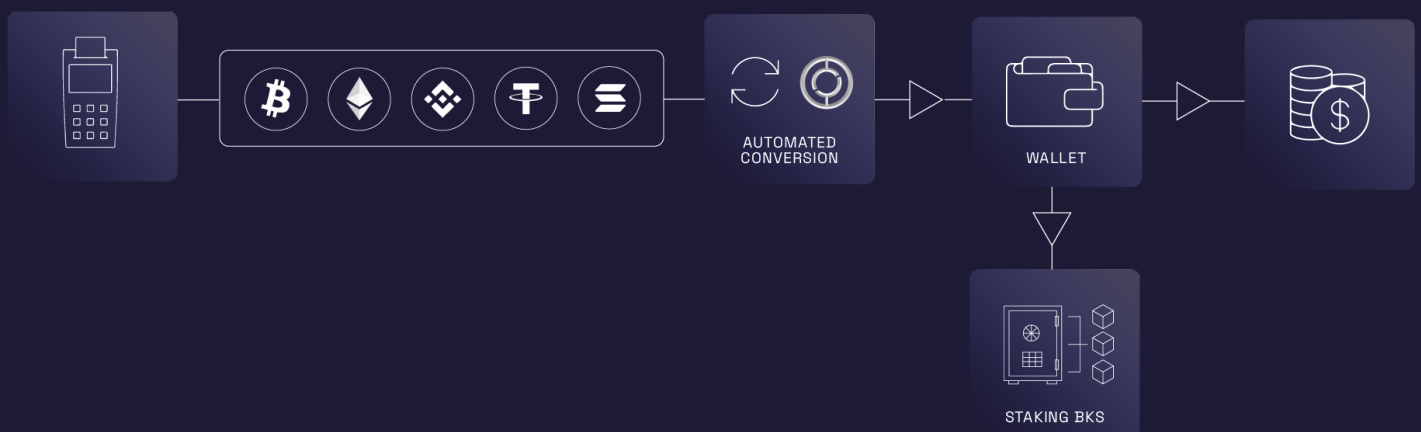 AUTOMATED
CONVERSION
WALLET
$
STAKING BKS